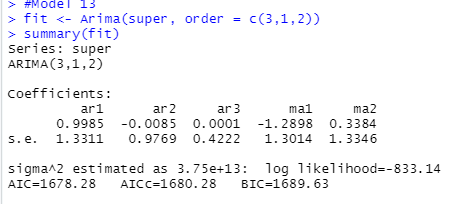 > #Model 13
> fit <- Arima(super, order = c(3,1,2))
> summary(fit)
Series: super
ARIMA(3,1,2)
Coefficients:
ar1 ar2 ar3 ma1 ma2
0.9985 -0.0085 0.0001 -1.2898 0.3384
s.e. 1.3311 0.9769 0.4222 1.3014 1.3346
sigma^2 estimated as 3.75e+13: log likelihood=-833.14
AIC=1678.28 AICc=1680.28 BIC=1689.63